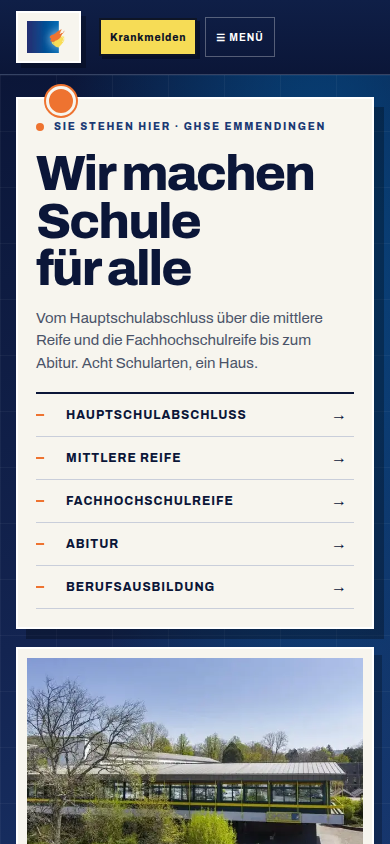 Krankmelden
☰ MENÜ
SIE STEHEN HIER · GHSE EMMENDINGEN
Wir machen
Schule
für alle
Vom Hauptschulabschluss über die mittlere
Reife und die Fachhochschulreife bis zum
Abitur. Acht Schularten, ein Haus.
– HAUPTSCHULABSCHLUSS →
– MITTLERE REIFE →
– FACHHOCHSCHULREIFE →
– ABITUR →
– BERUFSAUSBILDUNG →